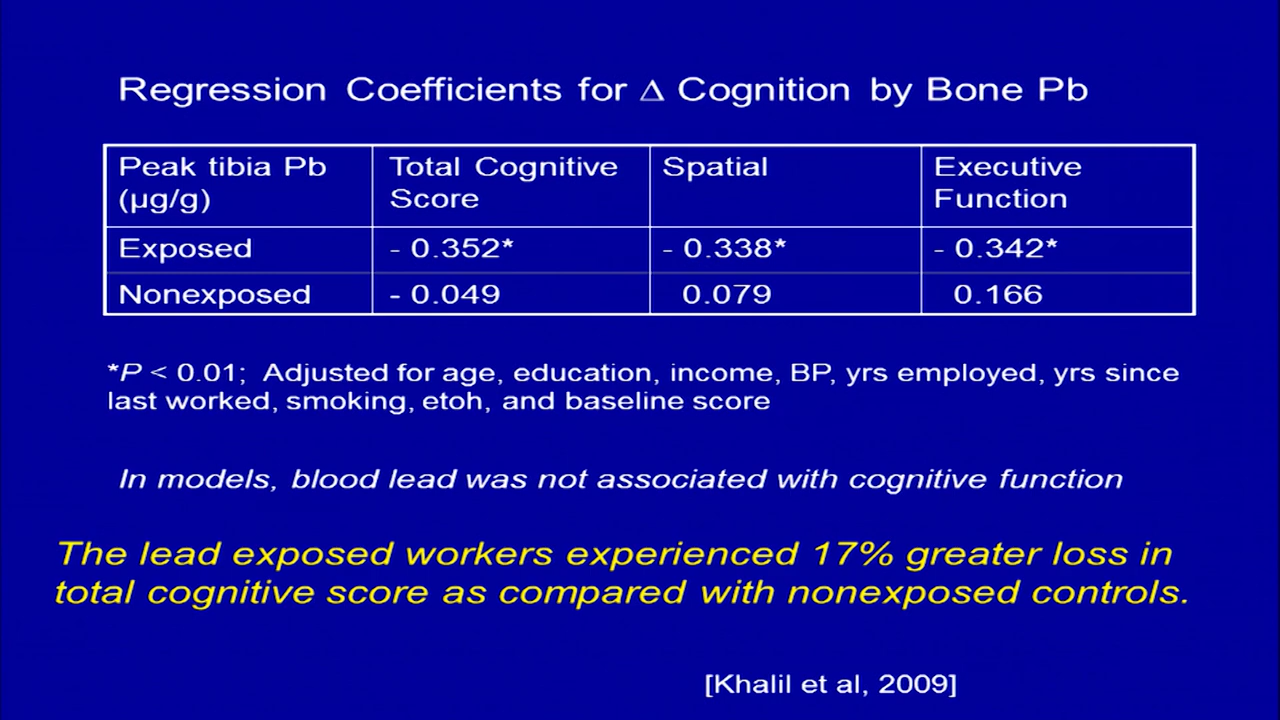 Regression Coefficients for Δ Cognition by Bone Pb
Peak tibia Pb (µg/g) Total Cognitive Score Spatial Executive Function
Exposed - 0.352* - 0.338* - 0.342*
Nonexposed - 0.049 0.079 0.166
*P < 0.01; Adjusted for age, education, income, BP, yrs employed, yrs since
last worked, smoking, etoh, and baseline score
In models, blood lead was not associated with cognitive function
The lead exposed workers experienced 17% greater loss in
total cognitive score as compared with nonexposed controls.
[Khalil et al, 2009]